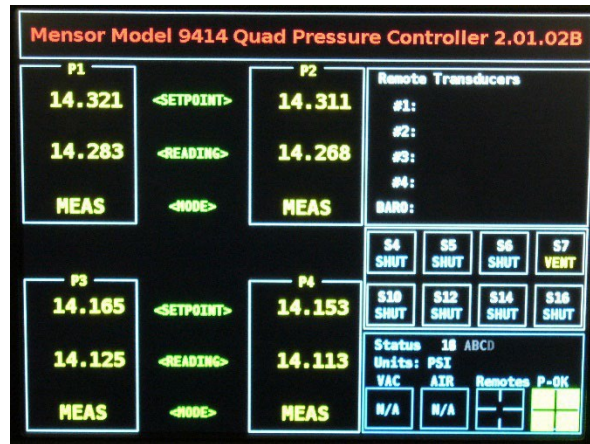 Mensor Model 9414 Quad Pressure Controller 2.01.02B
P1 P2
14.321 <SETPOINT> 14.311
14.283 <READING> 14.268
MEAS <MODE> MEAS
Remote Transducers
#1:
#2:
#3:
#4:
BARO:
S4 S5 S6 S7
SHUT SHUT SHUT VENT
S10 S12 S14 S16
SHUT SHUT SHUT SHUT
P3 P4
14.165 <SETPOINT> 14.153
14.125 <READING> 14.113
MEAS <MODE> MEAS
Status 16 ABCD
Units: PSI
VAC AIR Remotes P-OK
N/A N/A